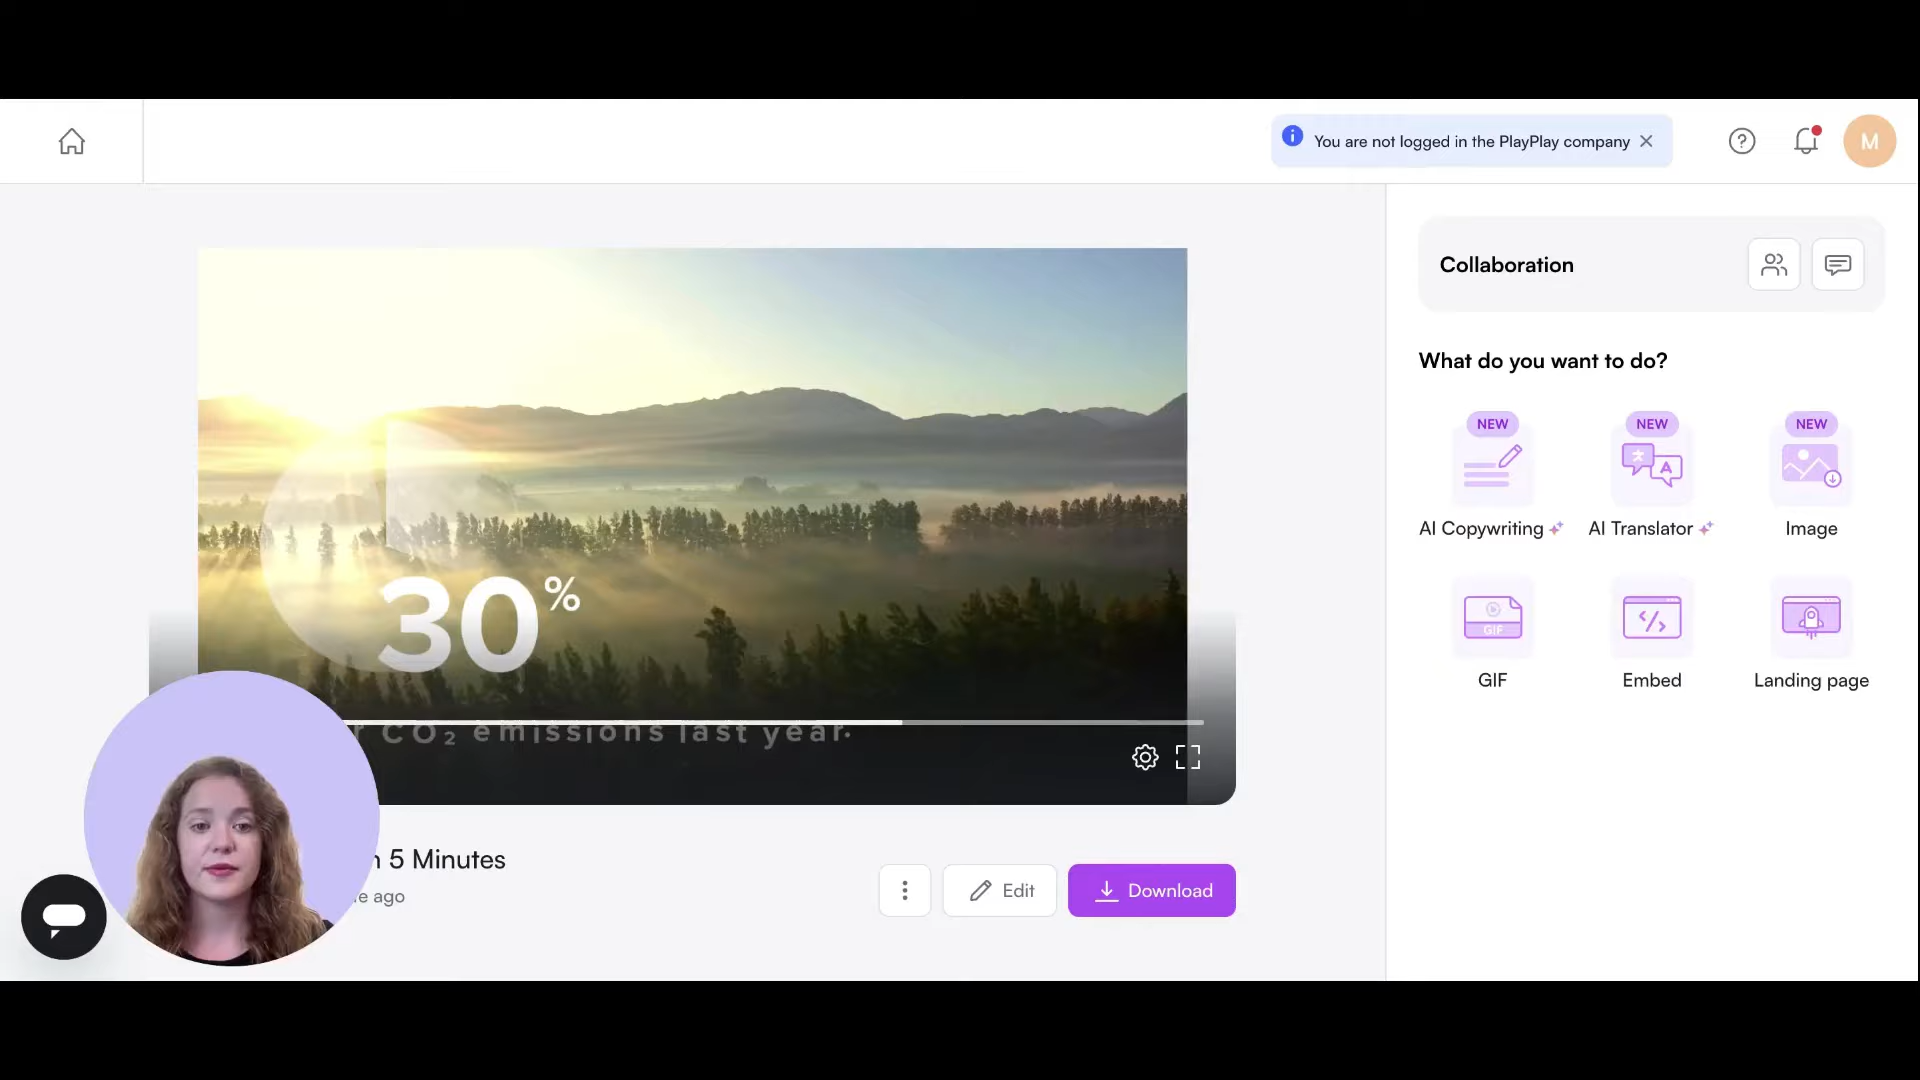 You are not logged in the PlayPlay company
M
Collaboration
What do you want to do?
NEW
NEW
NEW
AI Copywriting
AI Translator
Image
GIF
GIF
Embed
Landing page
30%
CO₂ emissions last year.
5 Minutes
ago
Edit
Download